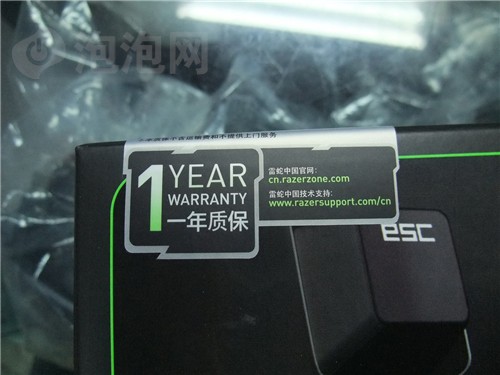 泡泡网
1 YEAR
WARRANTY
一年质保
雷蛇中国官网：
cn.razerzone.com
雷蛇中国技术支持：
www.razersupport.com/cn
esc